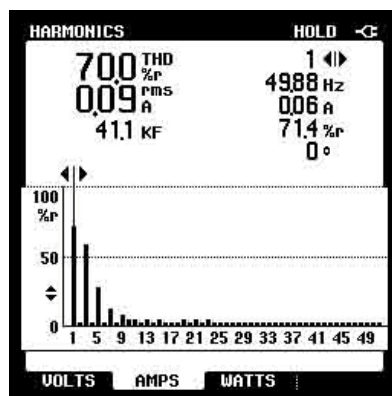 HARMONICS HOLD
70.0 THD %r
0.09 rms A
41.1 KF
1
49.88 Hz
0.06 A
71.4 %r
0°
100
%r
50
0
1 5 9 13 17 21 25 29 33 37 41 45 49
VOLTS AMPS WATTS